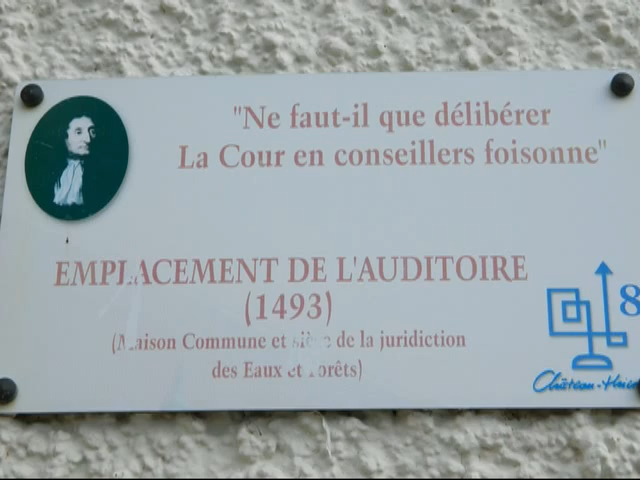 "Ne faut-il que délibérer
La Cour en conseillers foisonne"
EMPLACEMENT DE L'AUDITOIRE
(1493)
(Maison Commune et siège de la juridiction
des Eaux et Forêts)
8